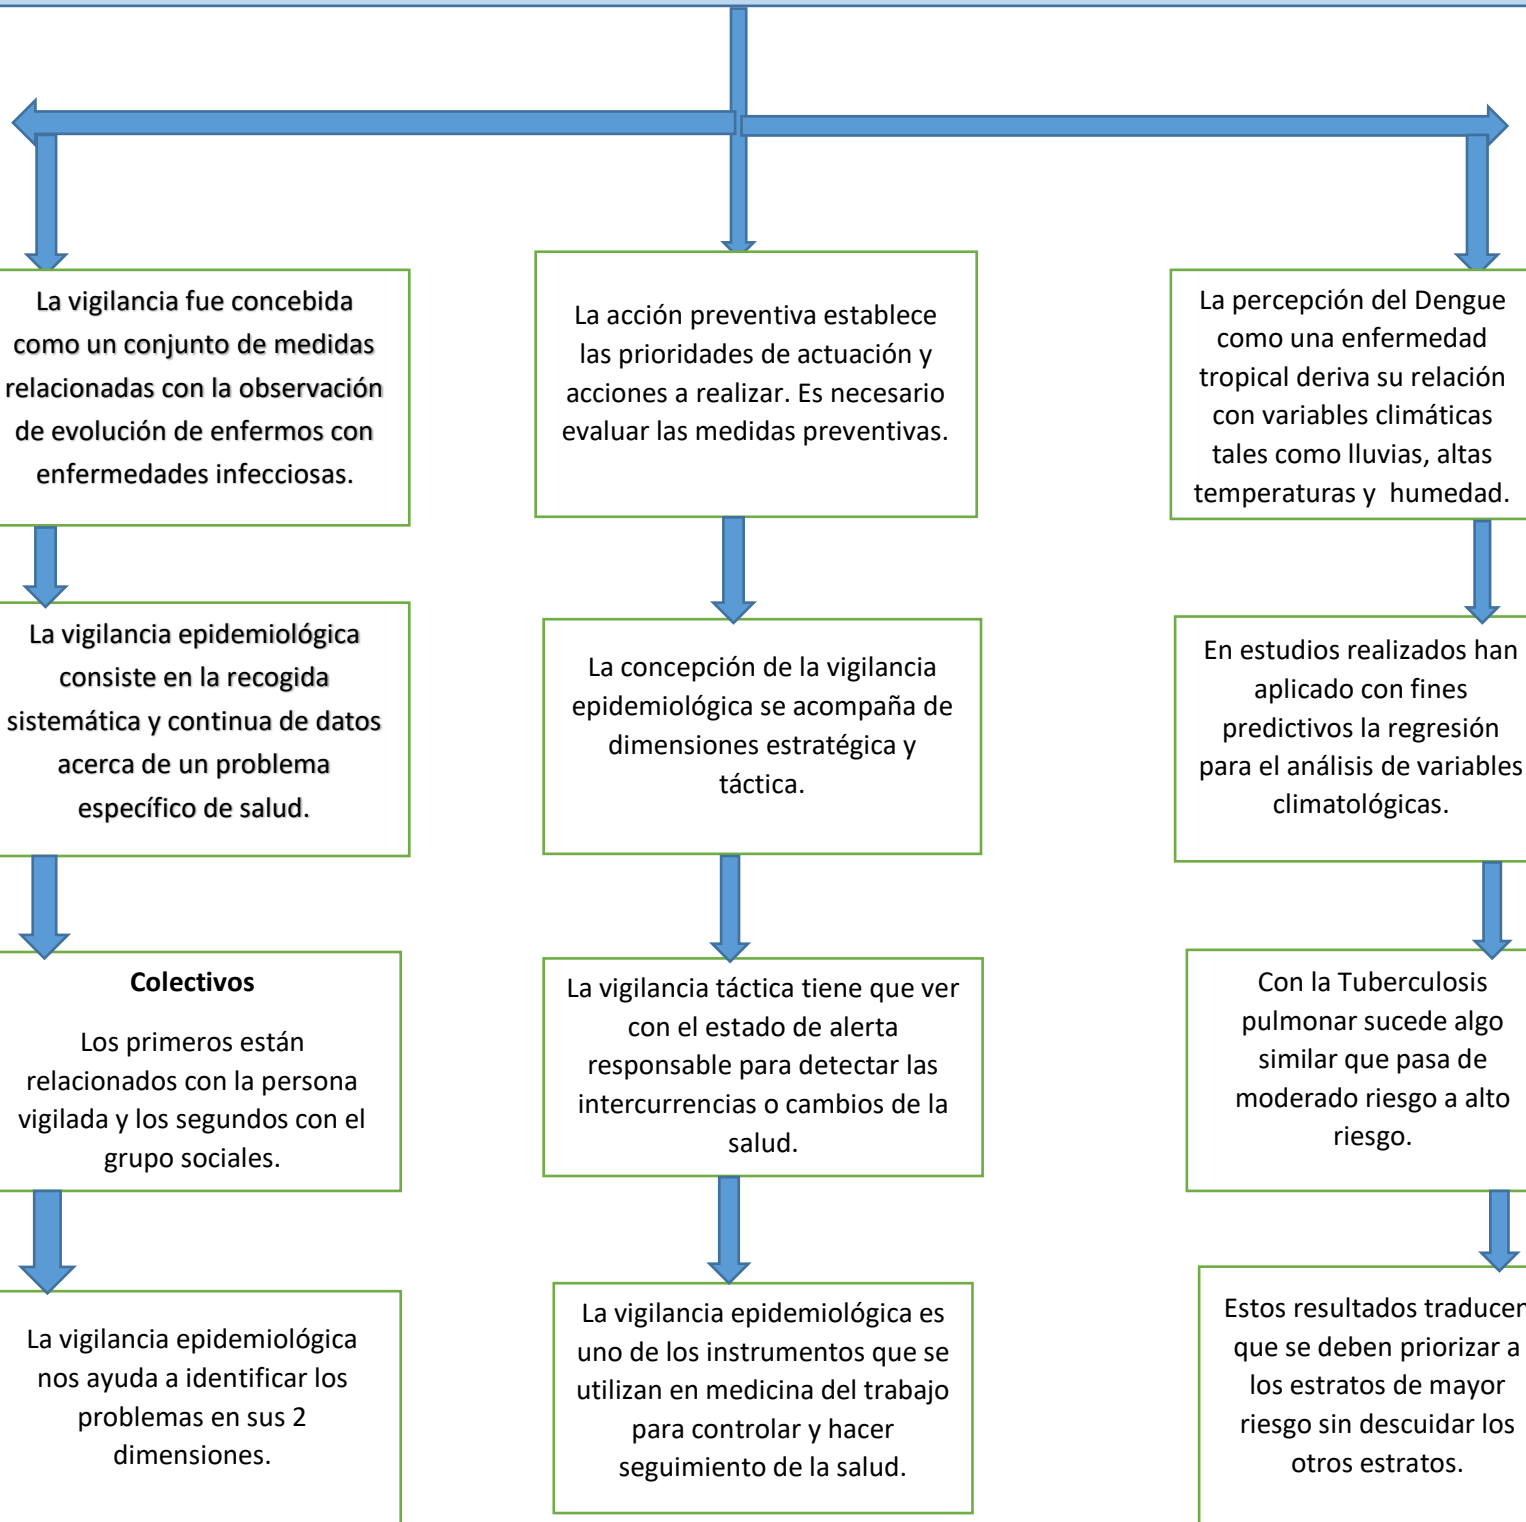 La vigilancia fue concebida
como un conjunto de medidas
relacionadas con la observación
de evolución de enfermos con
enfermedades infecciosas.
La vigilancia epidemiológica
consiste en la recogida
sistemática y continua de datos
acerca de un problema
específico de salud.
Colectivos
Los primeros están
relacionados con la persona
vigilada y los segundos con el
grupo sociales.
La vigilancia epidemiológica
nos ayuda a identificar los
problemas en sus 2
dimensiones.
La acción preventiva establece
las prioridades de actuación y
acciones a realizar. Es necesario
evaluar las medidas preventivas.
La concepción de la vigilancia
epidemiológica se acompaña de
dimensiones estratégica y
táctica.
La vigilancia táctica tiene que ver
con el estado de alerta
responsable para detectar las
intercurrencias o cambios de la
salud.
La vigilancia epidemiológica es
uno de los instrumentos que se
utilizan en medicina del trabajo
para controlar y hacer
seguimiento de la salud.
La percepción del Dengue
como una enfermedad
tropical deriva su relación
con variables climáticas
tales como lluvias, altas
temperaturas y humedad.
En estudios realizados han
aplicado con fines
predictivos la regresión
para el análisis de variables
climatológicas.
Con la Tuberculosis
pulmonar sucede algo
similar que pasa de
moderado riesgo a alto
riesgo.
Estos resultados traducen
que se deben priorizar a
los estratos de mayor
riesgo sin descuidar los
otros estratos.